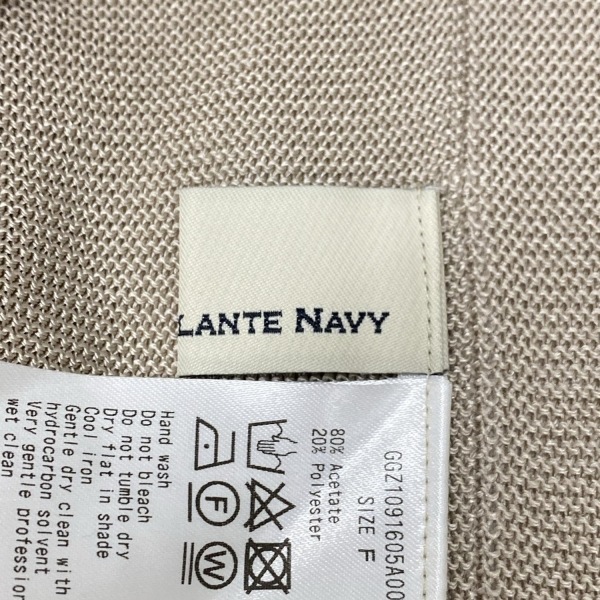 LANTE NAVY
GGZ1091605A00
SIZE F
80% Acetate
20% Polyester
F
W
Hand wash
Do not bleach
Do not tumble dry
Dry flat in shade
Cool iron
Gentle dry clean with
hydrocarbon solvent
Very gentle professional
wet clean